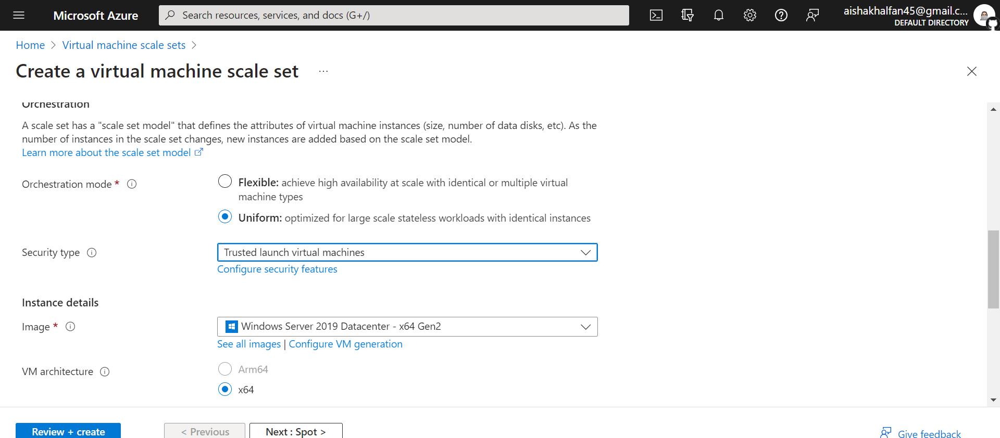 Microsoft Azure
Search resources, services, and docs (G+/)
aishakhalfan45@gmail.c...
DEFAULT DIRECTORY
Home > Virtual machine scale sets >
Create a virtual machine scale set ...
Orchestration
A scale set has a "scale set model" that defines the attributes of virtual machine instances (size, number of data disks, etc). As the
number of instances in the scale set changes, new instances are added based on the scale set model.
Learn more about the scale set model
Orchestration mode *
Flexible: achieve high availability at scale with identical or multiple virtual
machine types
Uniform: optimized for large scale stateless workloads with identical instances
Security type
Trusted launch virtual machines
Configure security features
Instance details
Image *
Windows Server 2019 Datacenter - x64 Gen2
See all images | Configure VM generation
VM architecture
Arm64
x64
Review + create
< Previous
Next : Spot >
Give feedback